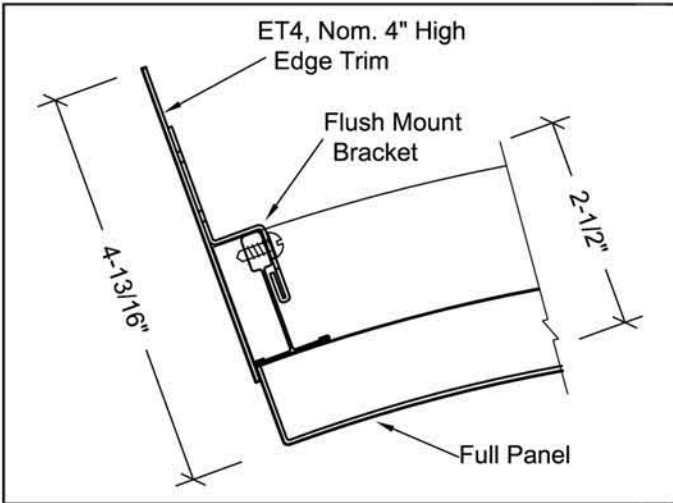 ET4, Nom. 4" High
Edge Trim
Flush Mount
Bracket
4-13/16"
2-1/2"
Full Panel